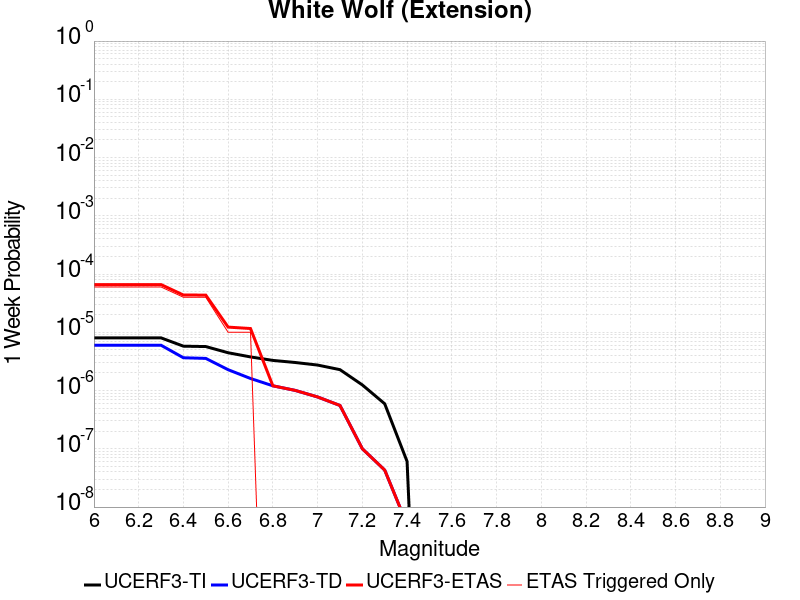 White Wolf (Extension)
1 Week Probability
10^0
10^-1
10^-2
10^-3
10^-4
10^-5
10^-6
10^-7
10^-8
6 6.2 6.4 6.6 6.8 7 7.2 7.4 7.6 7.8 8 8.2 8.4 8.6 8.8 9
Magnitude
UCERF3-TI UCERF3-TD UCERF3-ETAS ETAS Triggered Only